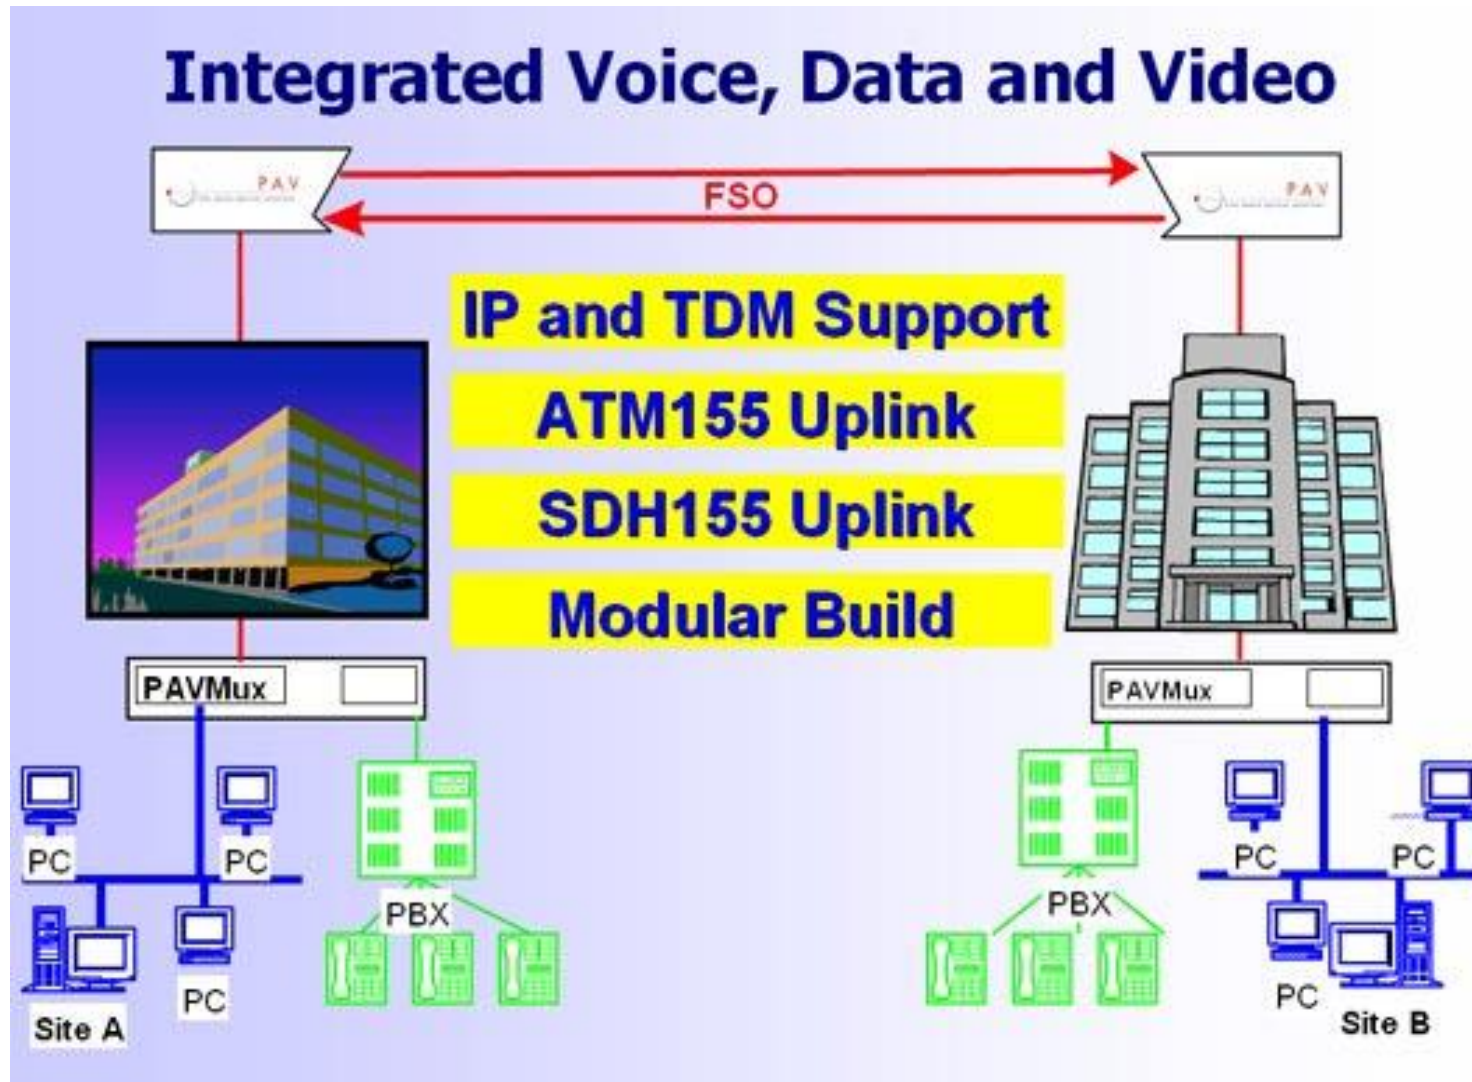 Integrated Voice, Data and Video
PAV
FSO
PAV
IP and TDM Support
ATM155 Uplink
SDH155 Uplink
Modular Build
PAVMux
PAVMux
PC
PC
PBX
PC
Site A
PC
PC
PBX
PC
Site B